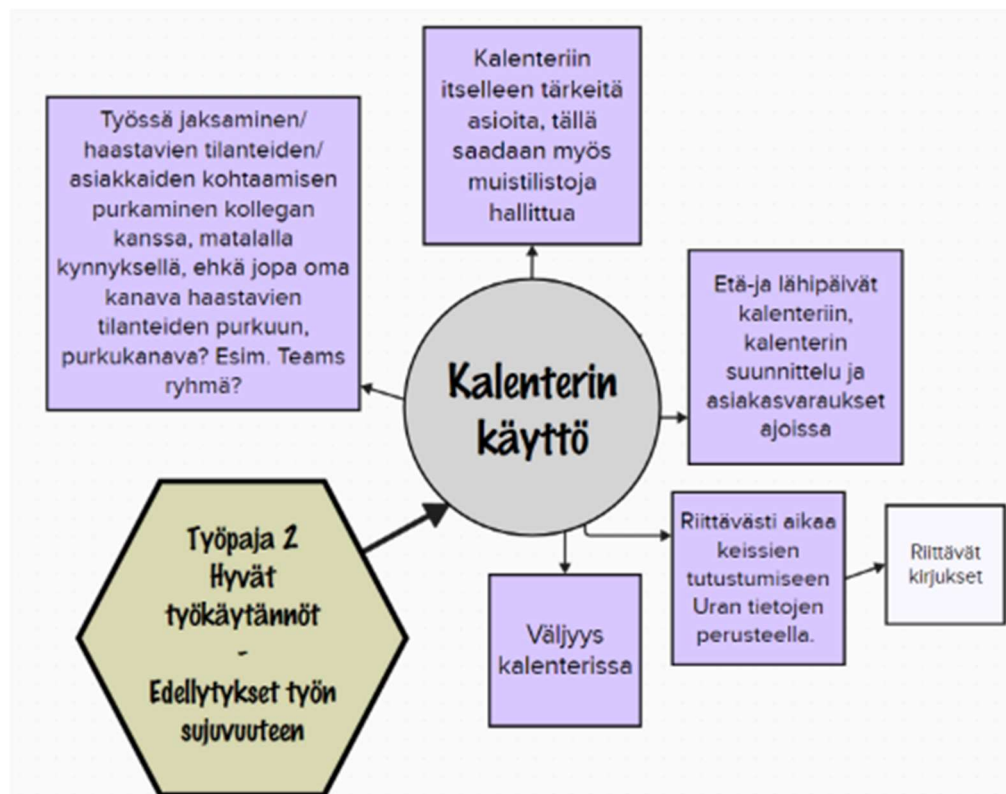 Kalenteriin
itselleen tärkeitä
asioita, tällä
saadaan myös
muistilistoja
hallittua
Työssä jaksaminen/
haastavien tilanteiden/
asiakkaiden kohtaamisen
purkaminen kollegan
kanssa, matalalla
kynnyksellä, ehkä jopa oma
kanava haastavien
tilanteiden purkuun,
purkukanava? Esim. Teams
ryhmä?
Etä-ja lähipäivät
kalenteriin,
kalenterin
suunnittelu ja
asiakasvaraukset
ajoissa
Kalenterin
käyttö
Työpaja 2
Hyvät
työkäytännöt
-
Edellytykset työn
sujuvuuteen
Väljyys
kalenterissa
Riittävästi aikaa
keissien
tutustumiseen
Uran tietojen
perusteella.
Riittävät
kirjukset